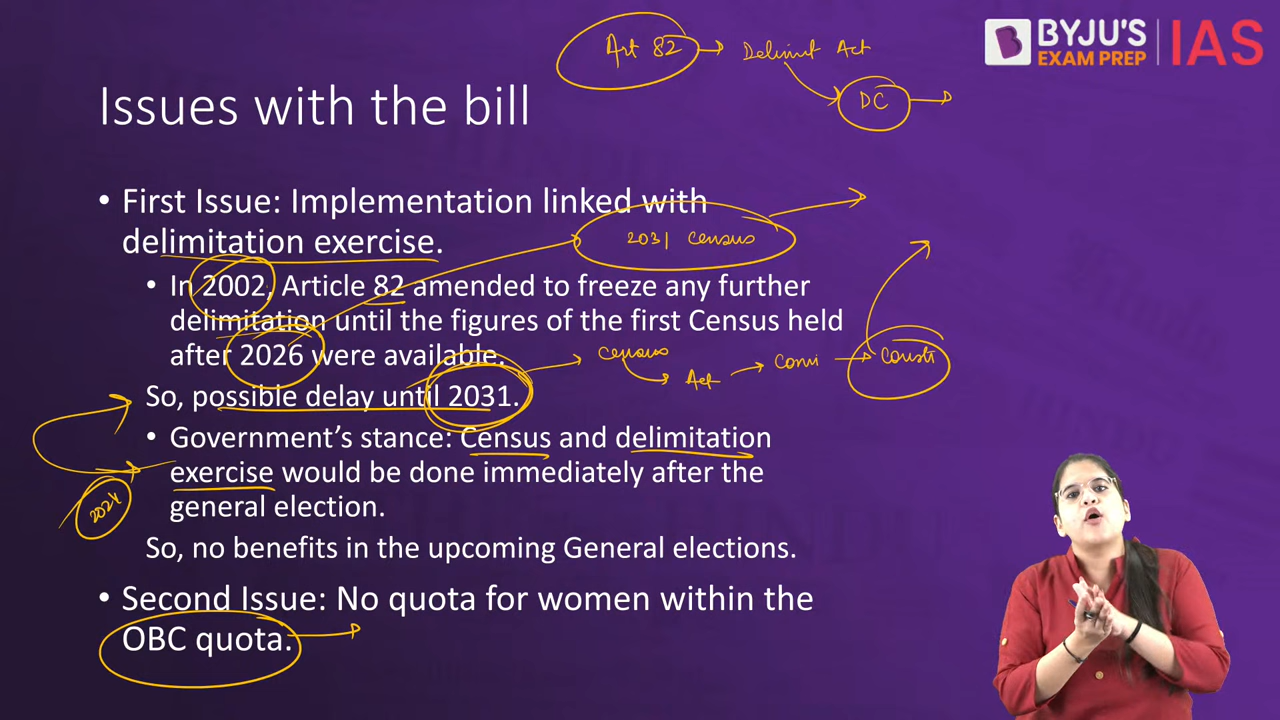 Art 82 → Delimit Act
BYJU'S
EXAM PREP
IAS
DC
Issues with the bill
• First Issue: Implementation linked with
delimitation exercise.
2031 Census
• In 2002, Article 82 amended to freeze any further
delimitation until the figures of the first Census held
after 2026 were available.
Census
Act
Comi
Consti
So, possible delay until 2031.
• Government's stance: Census and delimitation
exercise would be done immediately after the
general election.
2024
So, no benefits in the upcoming General elections.
• Second Issue: No quota for women within the
OBC quota.